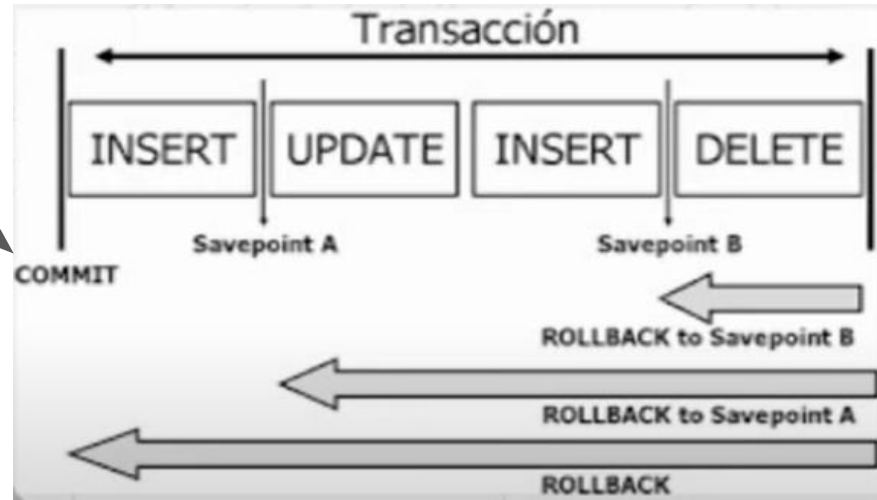 Transacción
INSERT UPDATE INSERT DELETE
Savepoint A Savepoint B
COMMIT
ROLLBACK to Savepoint B
ROLLBACK to Savepoint A
ROLLBACK